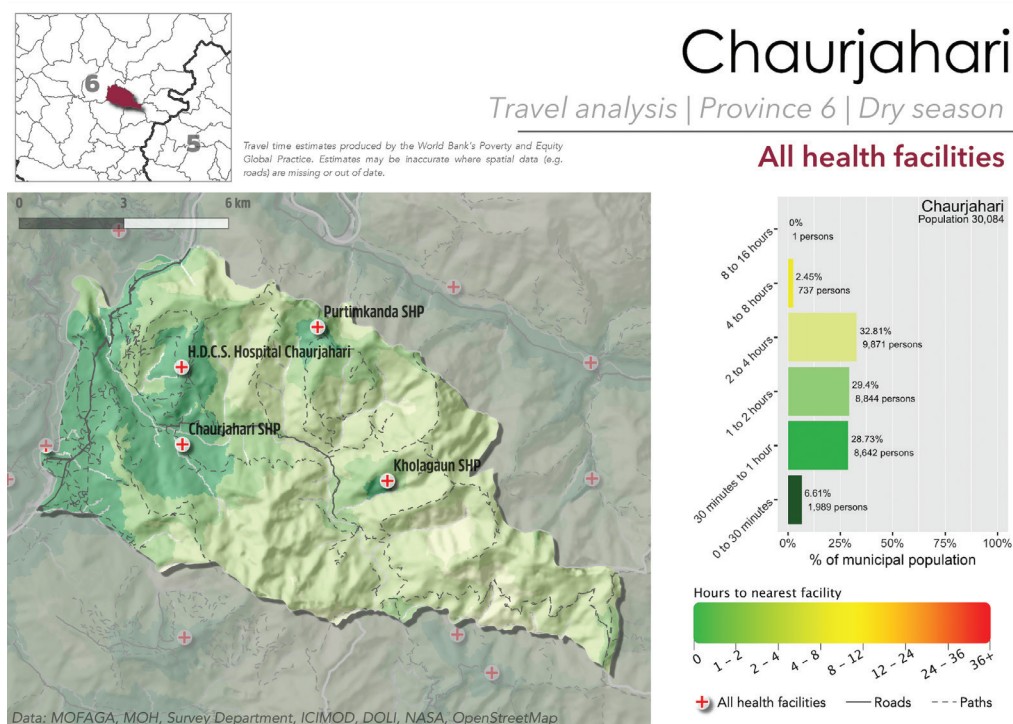 6
5
Chaurjahari
Travel analysis | Province 6 | Dry season
Travel time estimates produced by the World Bank's Poverty and Equity
Global Practice. Estimates may be inaccurate where spatial data (e.g.
roads) are missing or out of date.
All health facilities
0 3 6 km
Purtimkanda SHP
H.D.C.S. Hospital Chaurjahari
Chaurjahari SHP
Kholagaun SHP
Data: MOFAGA, MOH, Survey Department, ICIMOD, DOLI, NASA, OpenStreetMap
Chaurjahari
Population 30,084
8 to 16 hours
0%
1 persons
4 to 8 hours
2.45%
737 persons
2 to 4 hours
32.81%
9,871 persons
1 to 2 hours
29.4%
8,844 persons
30 minutes to 1 hour
28.73%
8,642 persons
0 to 30 minutes
6.61%
1,989 persons
0% 25% 50% 75% 100%
% of municipal population
Hours to nearest facility
0 1 - 2 2 - 4 4 - 8 8 - 12 12 - 24 24 - 36 36+
All health facilities Roads Paths